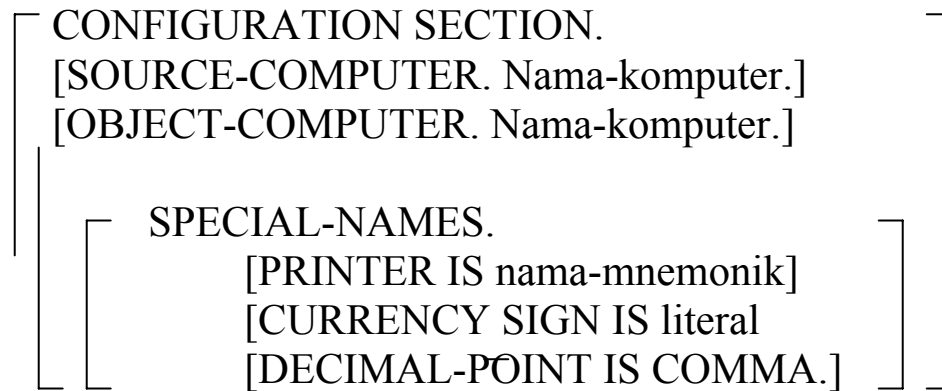 CONFIGURATION SECTION.
[SOURCE-COMPUTER. Nama-komputer.]
[OBJECT-COMPUTER. Nama-komputer.]
SPECIAL-NAMES.
[PRINTER IS nama-mnemonik]
[CURRENCY SIGN IS literal
[DECIMAL-POINT IS COMMA.]